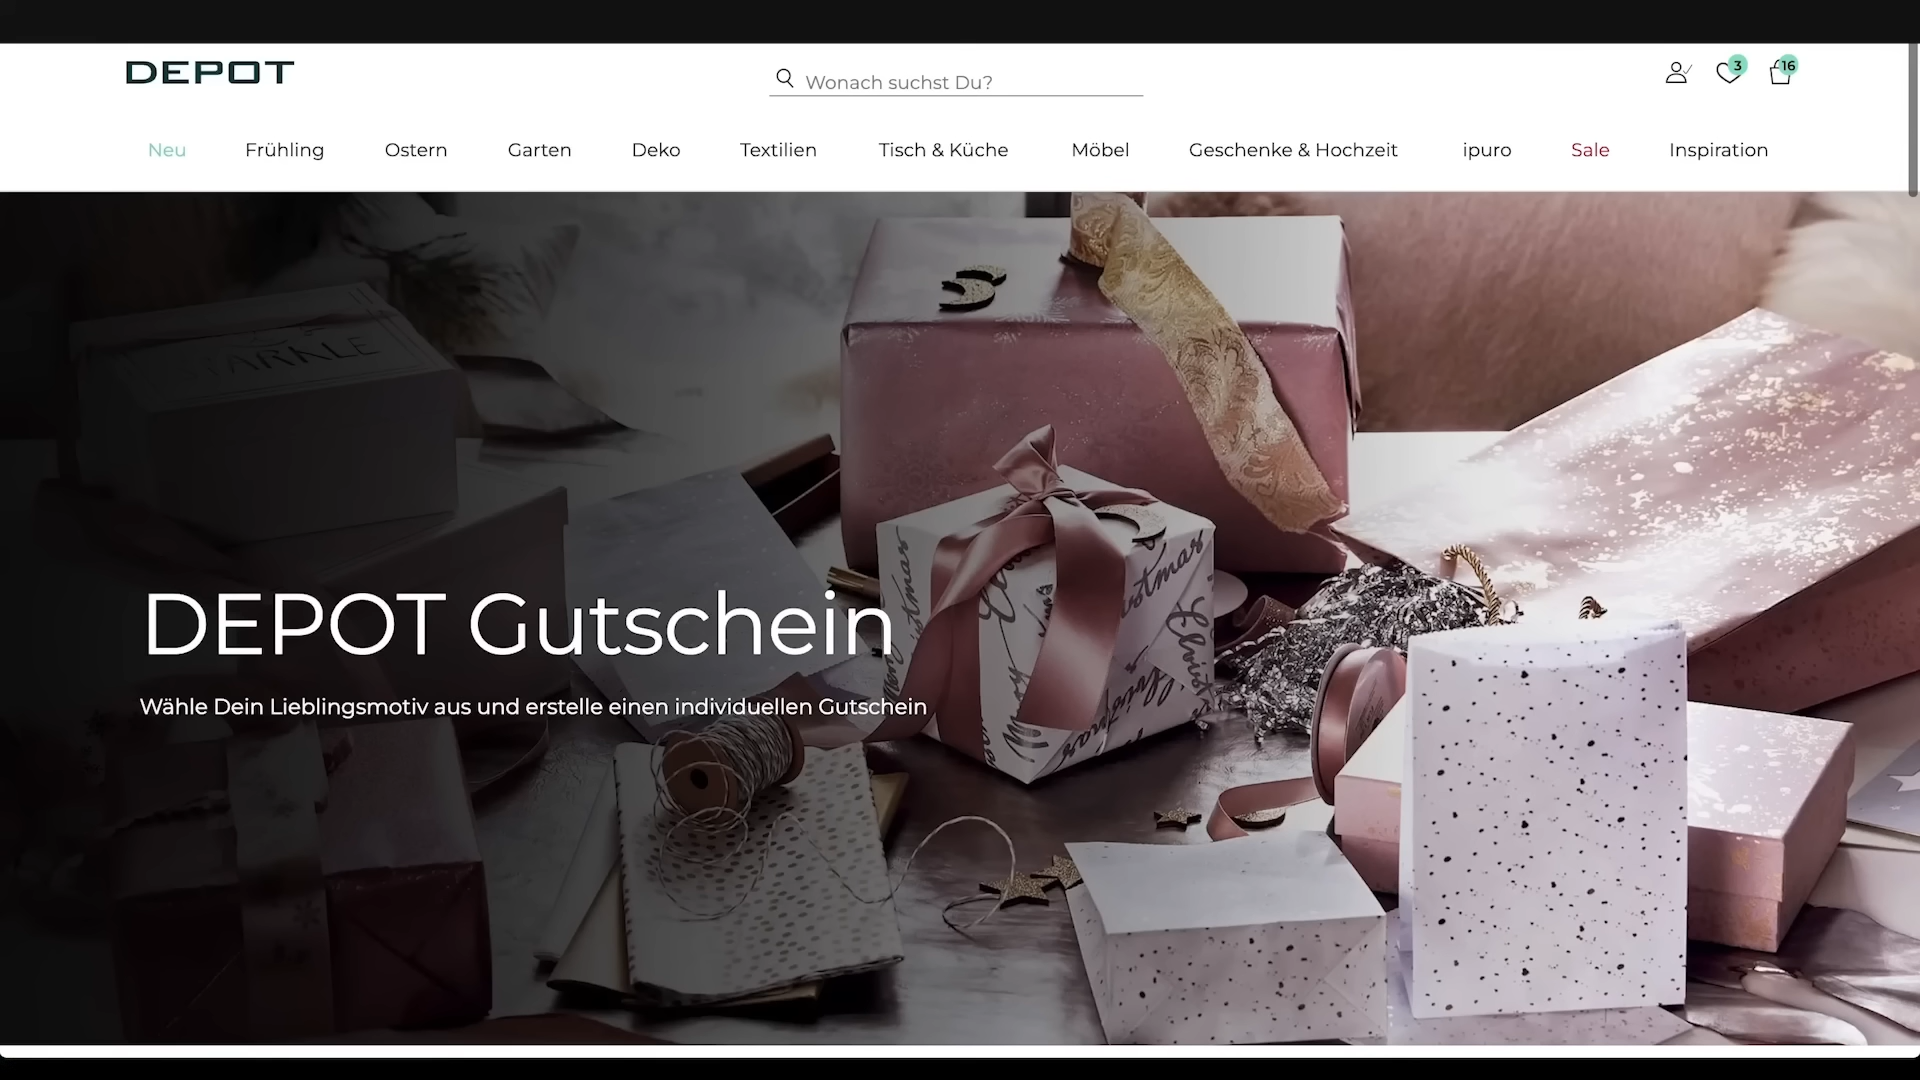 DEPOT
Wonach suchst Du?
3
16
Neu
Frühling
Ostern
Garten
Deko
Textilien
Tisch & Küche
Möbel
Geschenke & Hochzeit
ipuro
Sale
Inspiration
DEPOT Gutschein
Wähle Dein Lieblingsmotiv aus und erstelle einen individuellen Gutschein